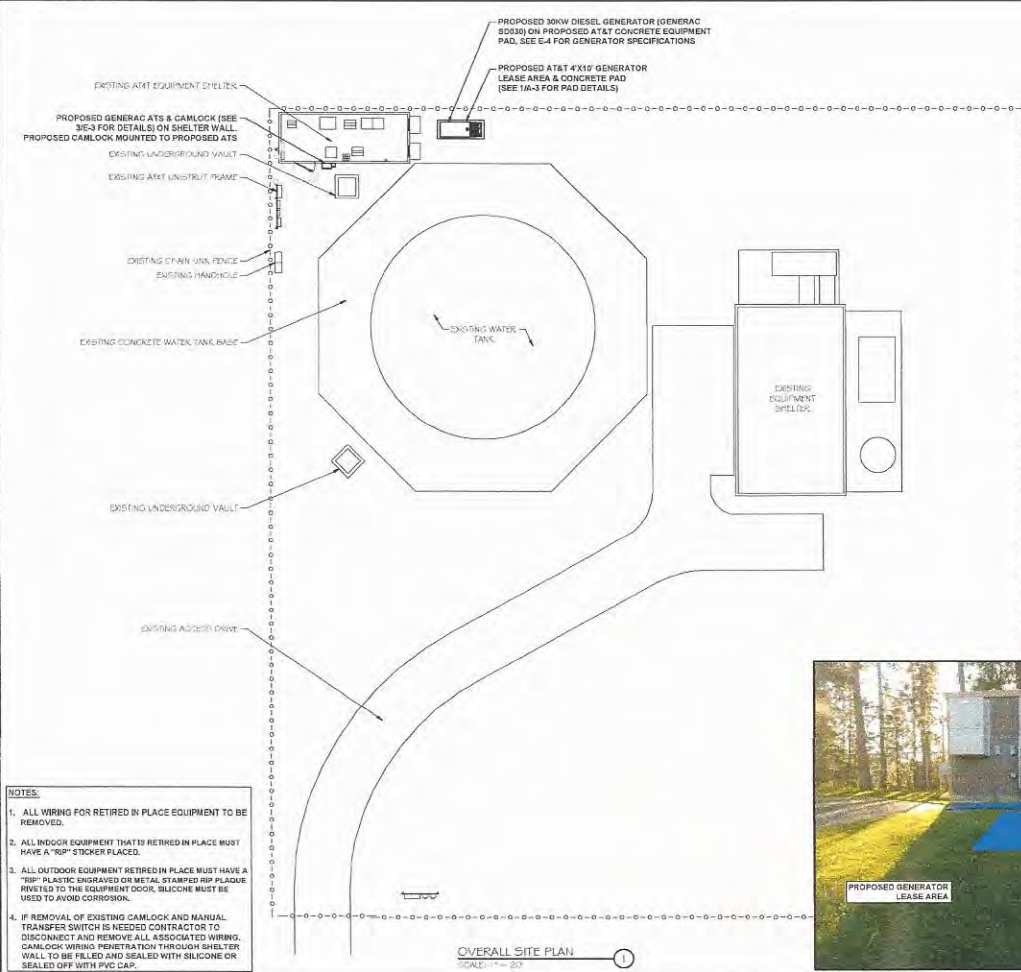 PROPOSED 30KW DIESEL GENERATOR (GENERAC
SD030) ON PROPOSED AT&T CONCRETE EQUIPMENT
PAD, SEE E-4 FOR GENERATOR SPECIFICATIONS
PROPOSED AT&T 4'X10' GENERATOR
LEASE AREA & CONCRETE PAD
(SEE 1/A-3 FOR PAD DETAILS)
EXISTING AT&T EQUIPMENT SHELTER
PROPOSED GENERAC ATS & CAMLOCK (SEE
3/E-3 FOR DETAILS) ON SHELTER WALL.
PROPOSED CAMLOCK MOUNTED TO PROPOSED ATS
EXISTING UNDERGROUND VAULT
EXISTING AT&T UNISTRUT FRAME
EXISTING CHAIN LINK FENCE
EXISTING HANDHOLE
EXISTING CONCRETE WATER TANK BASE
EXISTING WATER
TANK
EXISTING
EQUIPMENT
SHELTER
EXISTING UNDERGROUND VAULT
EXISTING ACCESS DRIVE
NOTES:
1. ALL WIRING FOR RETIRED IN PLACE EQUIPMENT TO BE
REMOVED.
2. ALL INDOOR EQUIPMENT THAT IS RETIRED IN PLACE MUST
HAVE A "RIP" STICKER PLACED.
3. ALL OUTDOOR EQUIPMENT RETIRED IN PLACE MUST HAVE A
"RIP" PLASTIC ENGRAVED OR METAL STAMPED RIP PLAQUE
RIVETED TO THE EQUIPMENT DOOR, SILICONE MUST BE
USED TO AVOID CORROSION.
4. IF REMOVAL OF EXISTING CAMLOCK AND MANUAL
TRANSFER SWITCH IS NEEDED CONTRACTOR TO
DISCONNECT AND REMOVE ALL ASSOCIATED WIRING.
CAMLOCK WIRING PENETRATION THROUGH SHELTER
WALL TO BE FILLED AND SEALED WITH SILICONE OR
SEALED OFF WITH PVC CAP.
PROPOSED GENERATOR
LEASE AREA
OVERALL SITE PLAN 1
SCALE: 1" = 20'